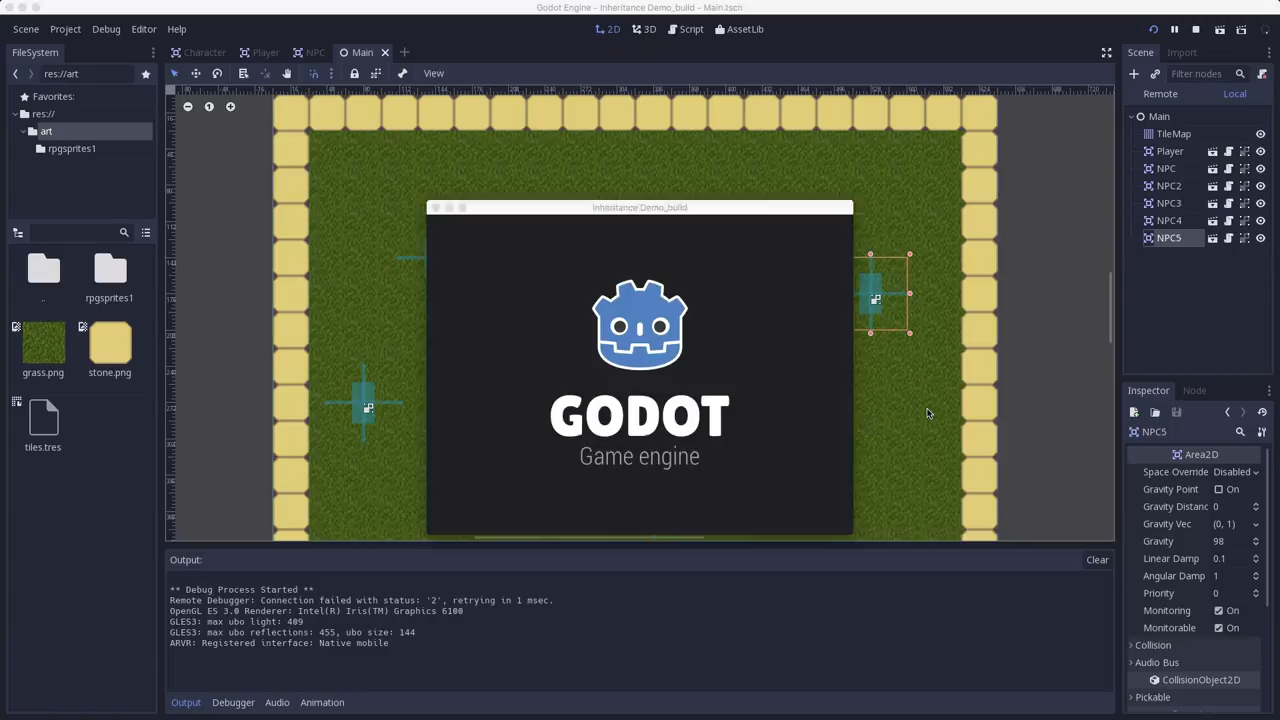 Godot Engine - Inheritance Demo_build - Main.tscn
Scene Project Debug Editor Help
2D 3D Script AssetLib
FileSystem
Character Player NPC Main
Scene Import
res://art
View
Filter nodes
Favorites:
res://
art
rpgsprites1
Remote Local
Main
TileMap
Player
NPC
NPC2
NPC3
NPC4
NPC5
Inheritance Demo_build
GODOT
Game engine
..
rpgsprites1
grass.png
stone.png
tiles.tres
Inspector Node
NPC5
Area2D
Space Override Disabled
Gravity Point On
Gravity Distanc 0
Gravity Vec (0, 1)
Gravity 98
Linear Damp 0.1
Angular Damp 1
Priority 0
Monitoring On
Monitorable On
Collision
Audio Bus
CollisionObject2D
Pickable
Output:
Clear
** Debug Process Started **
Remote Debugger: Connection failed with status: '2', retrying in 1 msec.
OpenGL ES 3.0 Renderer: Intel(R) Iris(TM) Graphics 6100
GLES3: max ubo light: 409
GLES3: max ubo reflections: 455, ubo size: 144
ARVR: Registered interface: Native mobile
Output Debugger Audio Animation